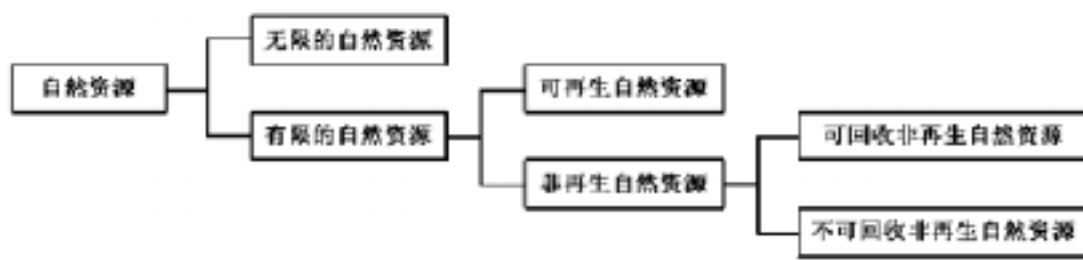 无限的自然资源
自然资源
可再生自然资源
有限的自然资源
可回收非再生自然资源
非再生自然资源
不可回收非再生自然资源